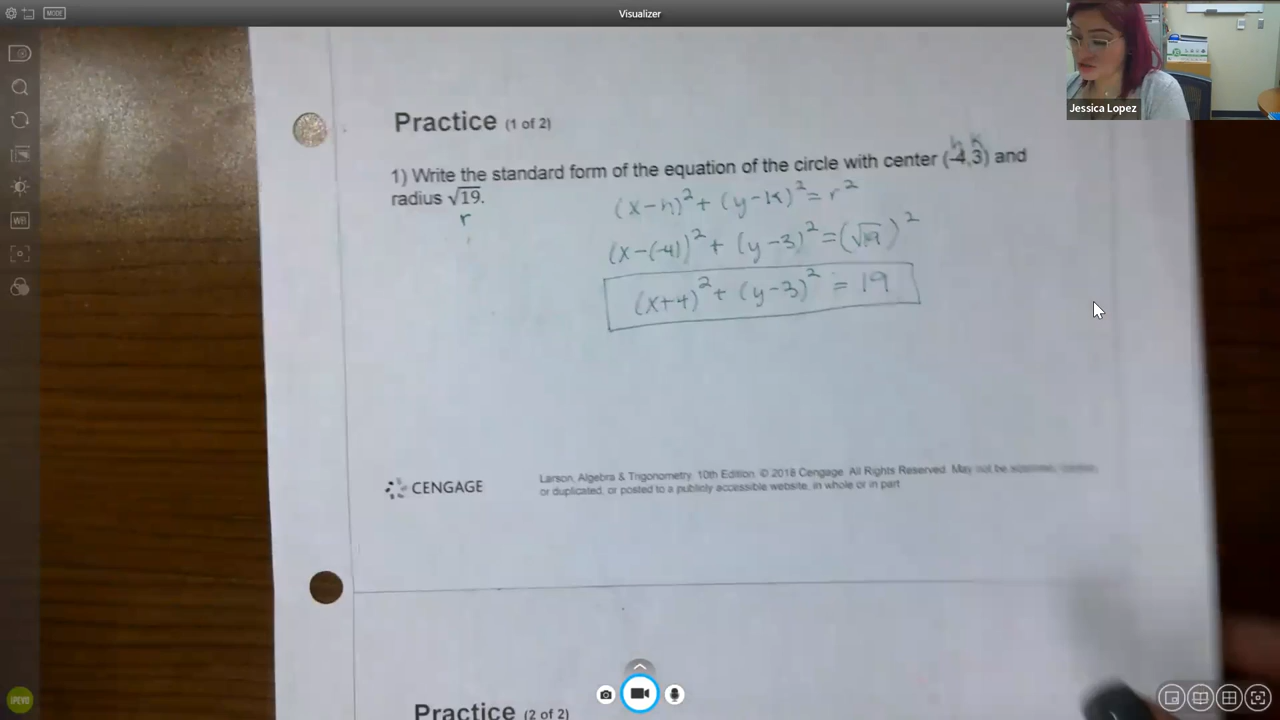 MODE
Visualizer
Jessica Lopez
WB
Practice (1 of 2)
h k
1) Write the standard form of the equation of the circle with center (-4,3) and
radius √19.
r
(x-h)²+(y-k)²=r²
(x-(-4))²+(y-3)²=(√19)²
(x+4)²+(y-3)²=19
CENGAGE
Larson, Algebra & Trigonometry, 10th Edition. © 2018 Cengage. All Rights Reserved. May not be
or duplicated, or posted to a publicly accessible website, in whole or in part
IPEVO
Practice (2 of 2)